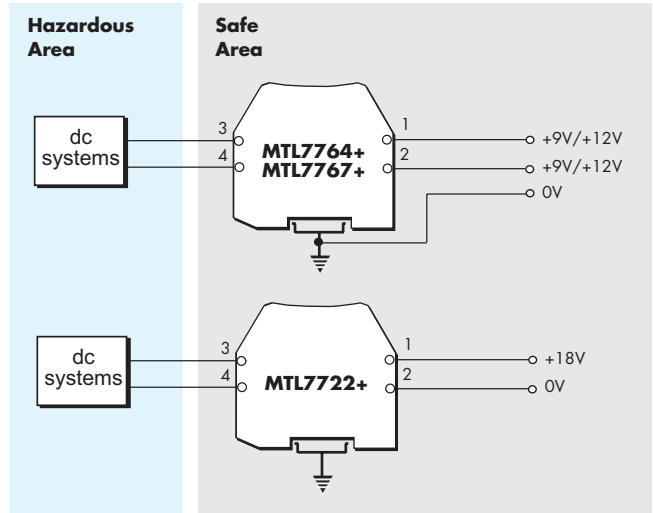 Hazardous
Area
Safe
Area
dc
systems
3
4
MTL7764+
MTL7767+
1
2
+9V/+12V
+9V/+12V
0V
dc
systems
3
4
MTL7722+
1
2
+18V
0V